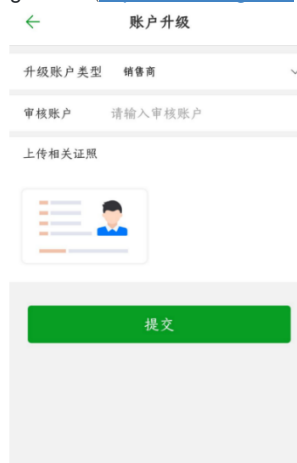 账户升级
升级账户类型 销售商
审核账户 请输入审核账户
上传相关证照
提交